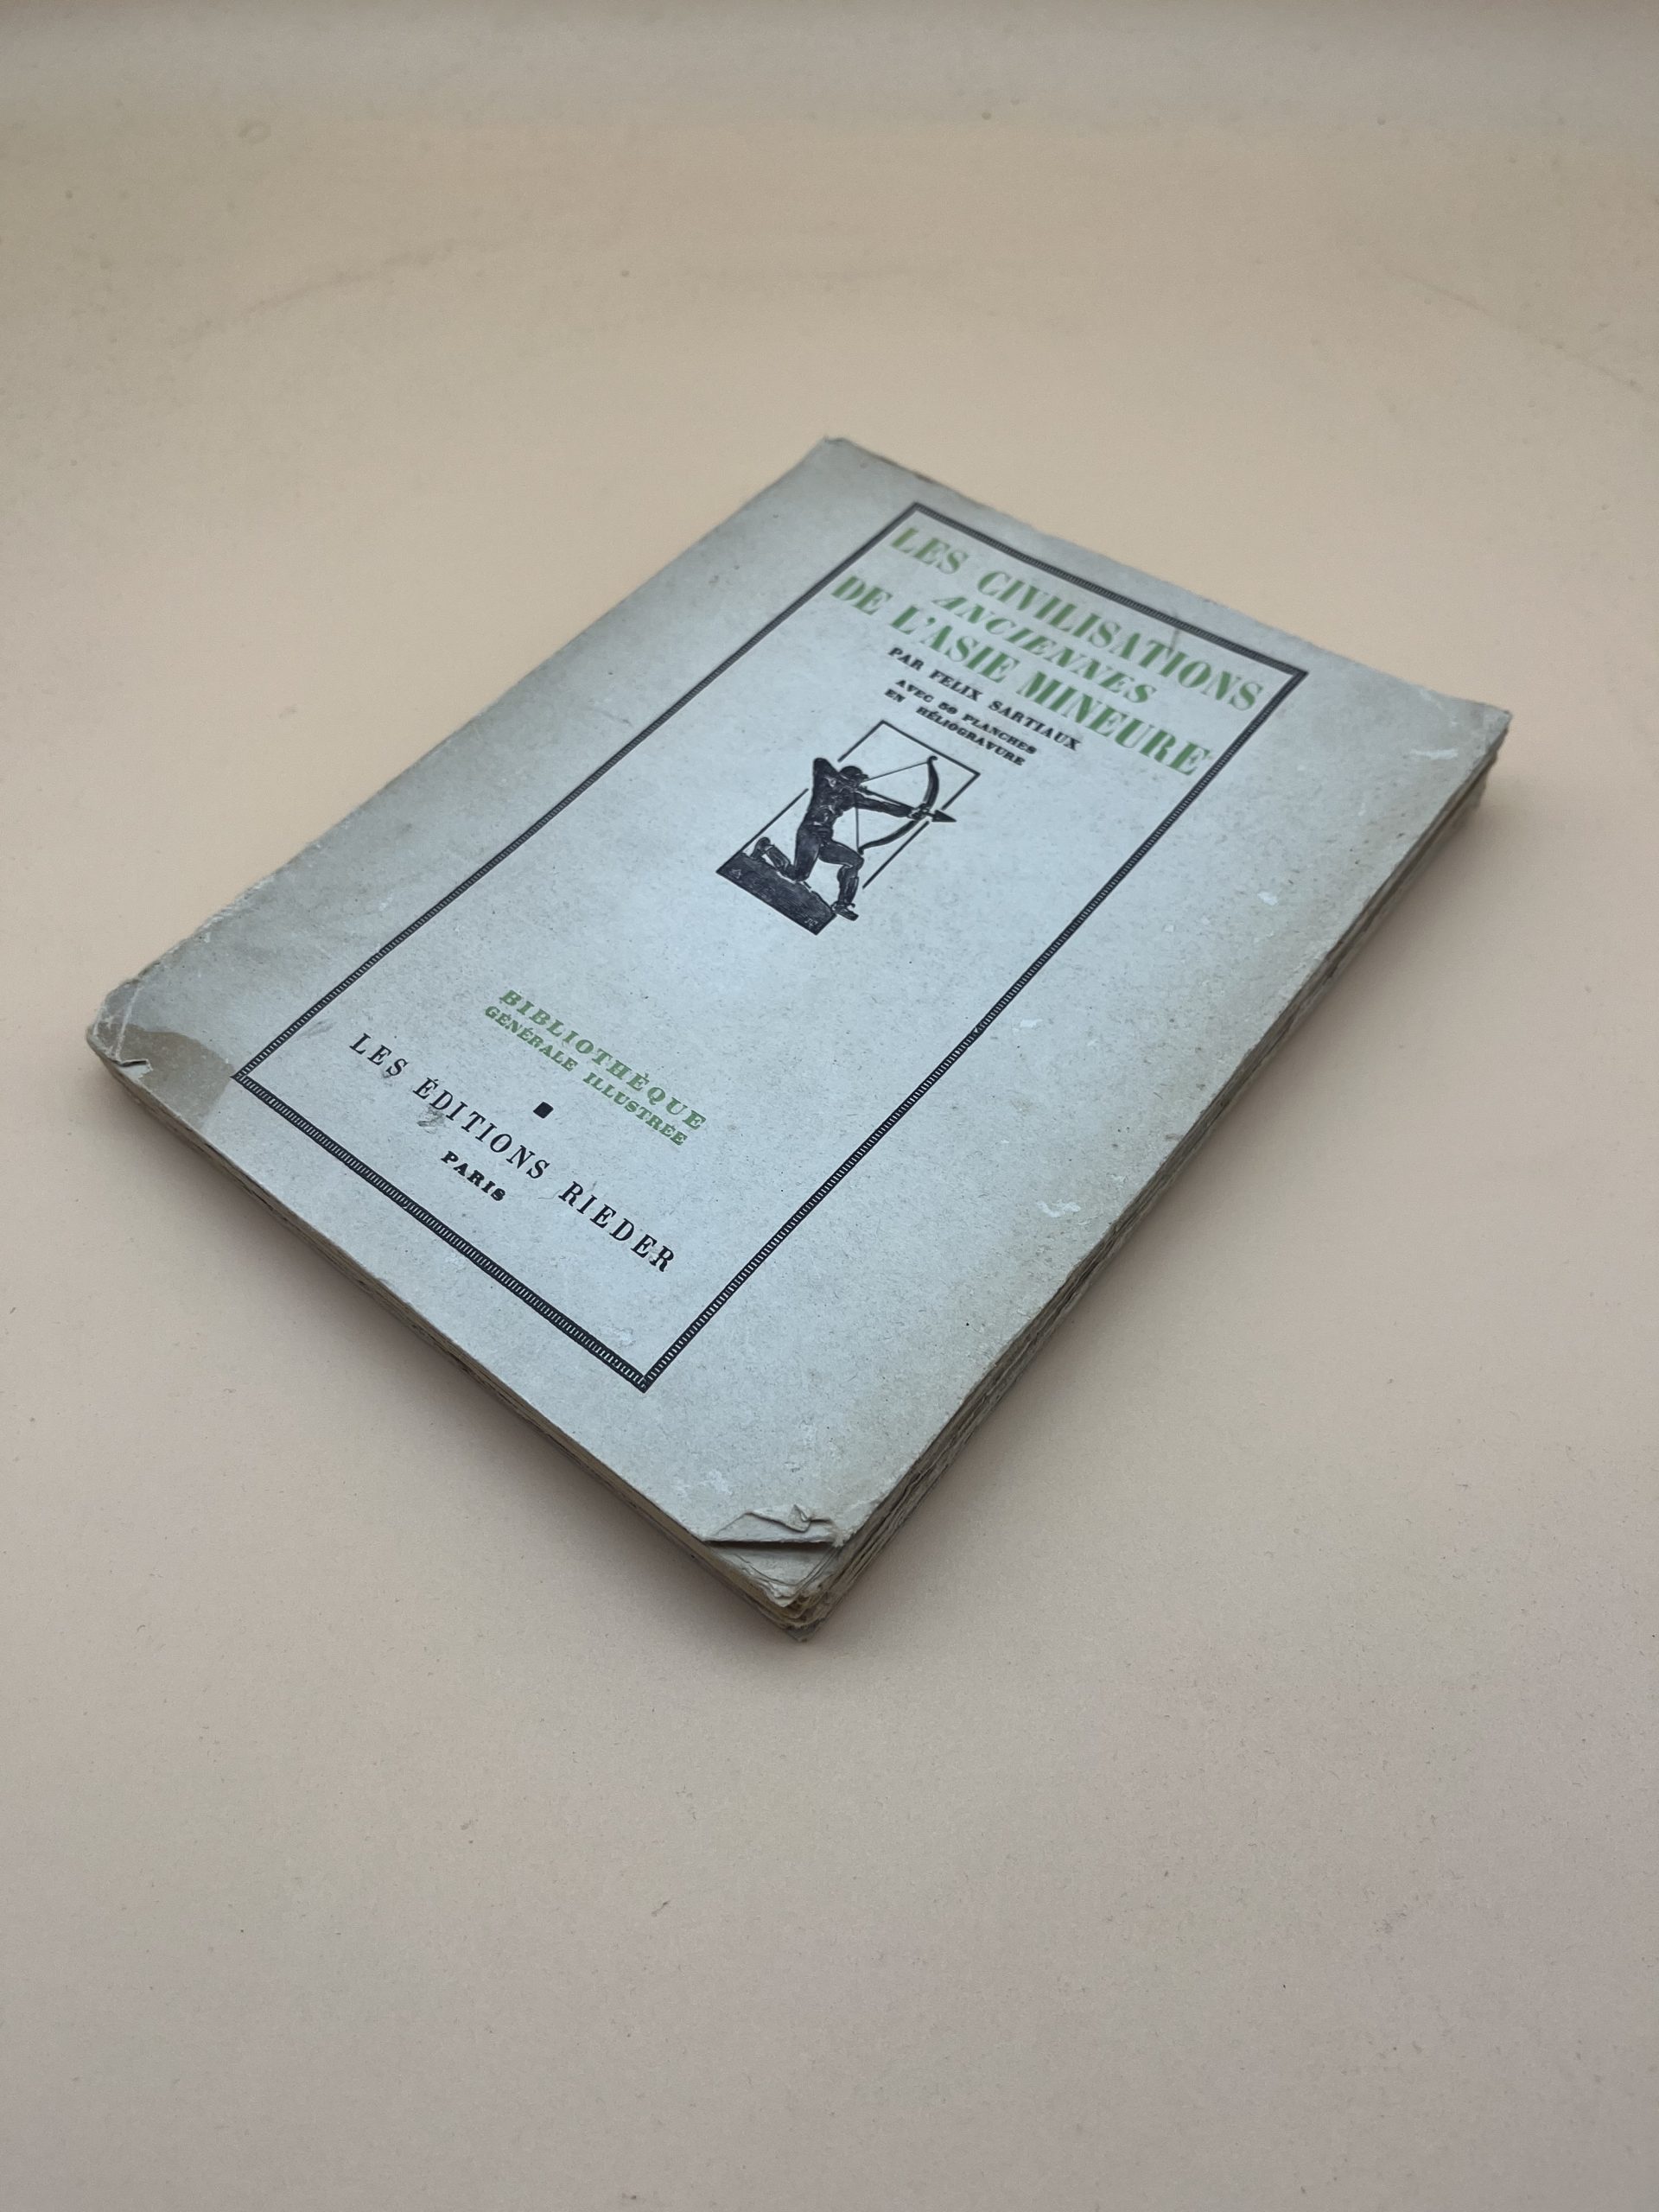 LES CIVILISATIONS
ANCIENNES
DE L'ASIE MINEURE
PAR FELIX SARTIAUX
AVEC 50 PLANCHES
EN HÉLIOGRAVURE
BIBLIOTHÈQUE
GÉNÉRALE ILLUSTRÉE
LES ÉDITIONS RIEDER
PARIS